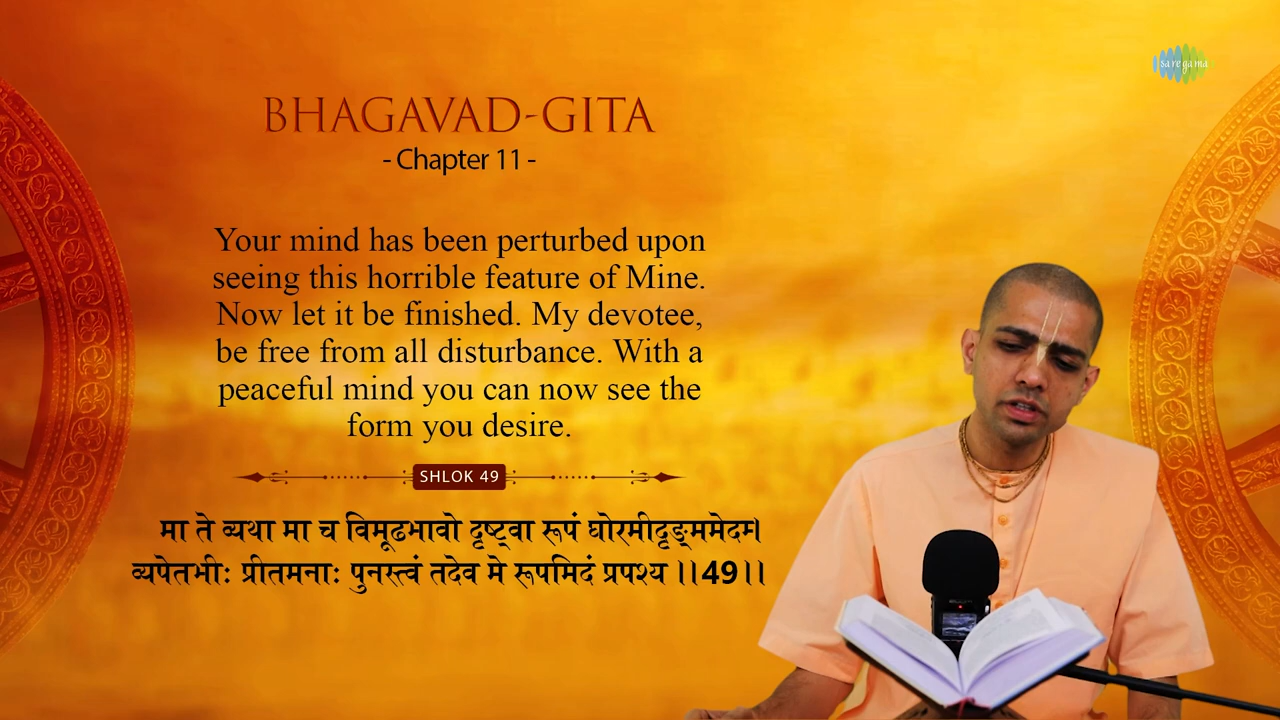 saregama
BHAGAVAD-GITA
- Chapter 11 -
Your mind has been perturbed upon
seeing this horrible feature of Mine.
Now let it be finished. My devotee,
be free from all disturbance. With a
peaceful mind you can now see the
form you desire.
SHLOK 49
मा ते व्यथा मा च विमूढभावो दृष्ट्वा रूपं घोरमीदृङ्ममेदम्‌।
व्यपेतभीः प्रीतमनाः पुनस्त्वं तदेव मे रूपमिदं प्रपश्य ।।49।।